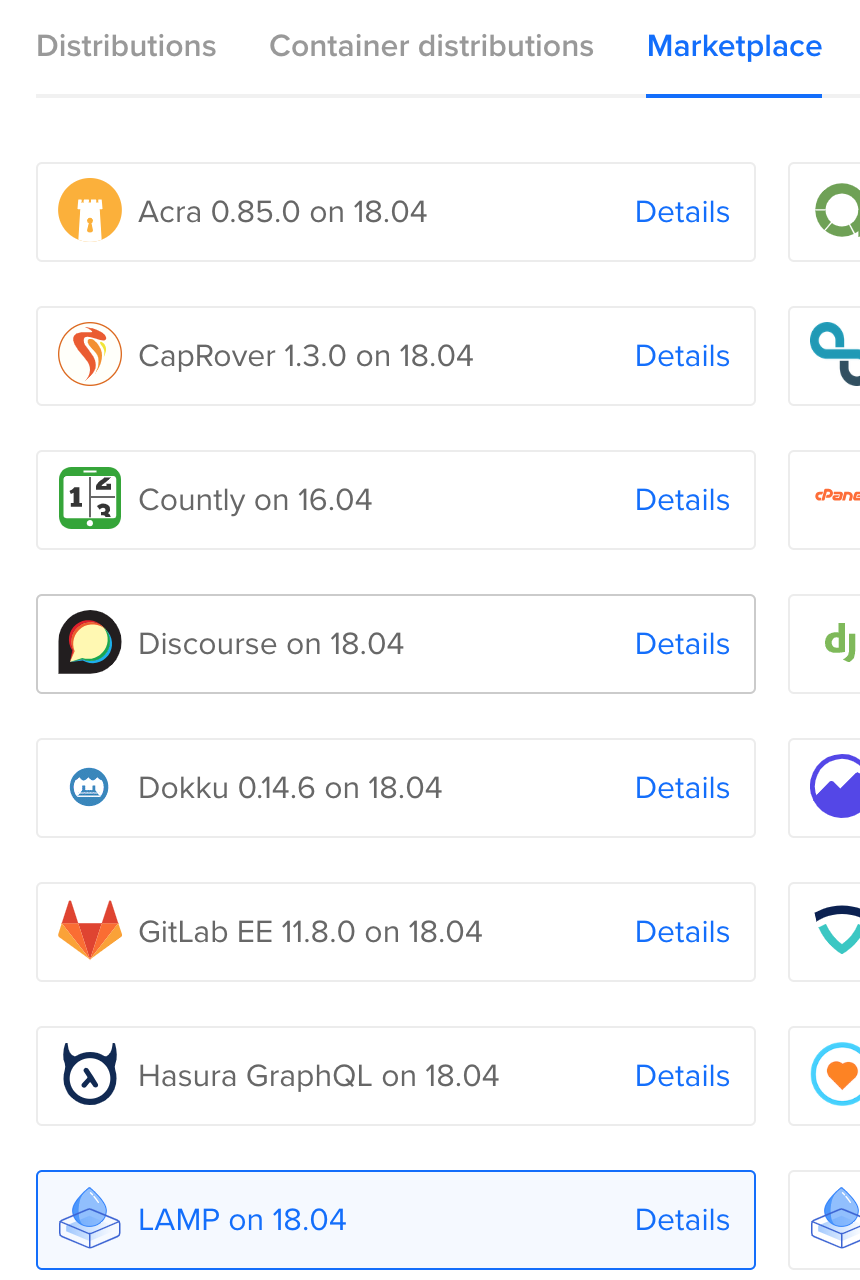 Distributions Container distributions Marketplace
Acra 0.85.0 on 18.04 Details
CapRover 1.3.0 on 18.04 Details
1 2 3
Countly on 16.04 Details
cPane
Discourse on 18.04 Details
dj
Dokku 0.14.6 on 18.04 Details
GitLab EE 11.8.0 on 18.04 Details
Hasura GraphQL on 18.04 Details
LAMP on 18.04 Details